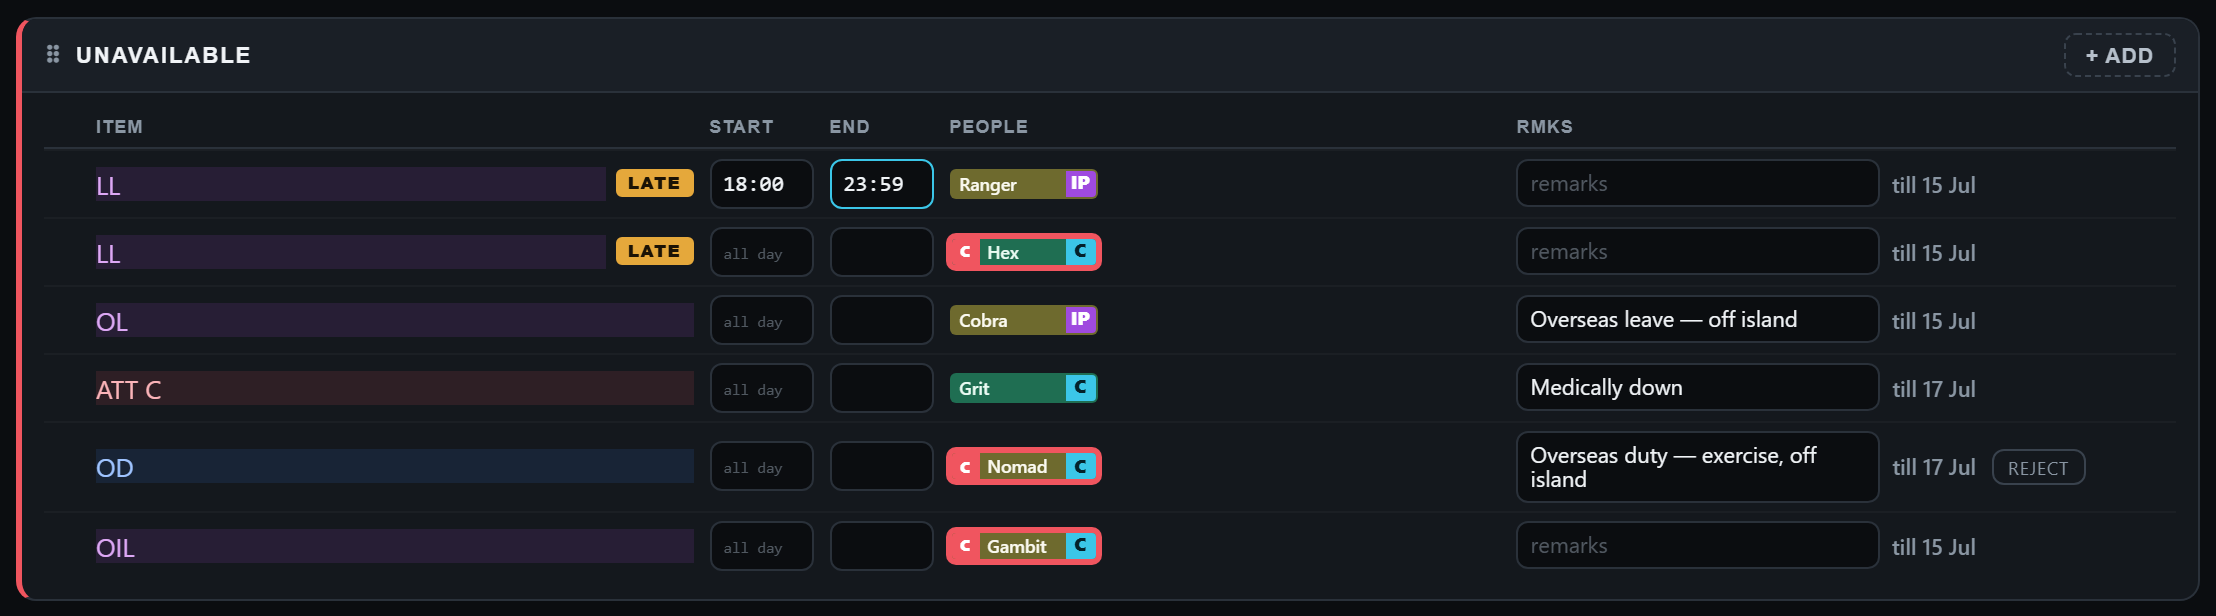 UNAVAILABLE
+ ADD
ITEM START END PEOPLE RMKS
LL LATE 18:00 23:59 Ranger IP remarks till 15 Jul
LL LATE all day C Hex C remarks till 15 Jul
OL all day Cobra IP Overseas leave — off island till 15 Jul
ATT C all day Grit C Medically down till 17 Jul
OD all day C Nomad C Overseas duty — exercise, off till 17 Jul REJECT
island
OIL all day C Gambit C remarks till 15 Jul